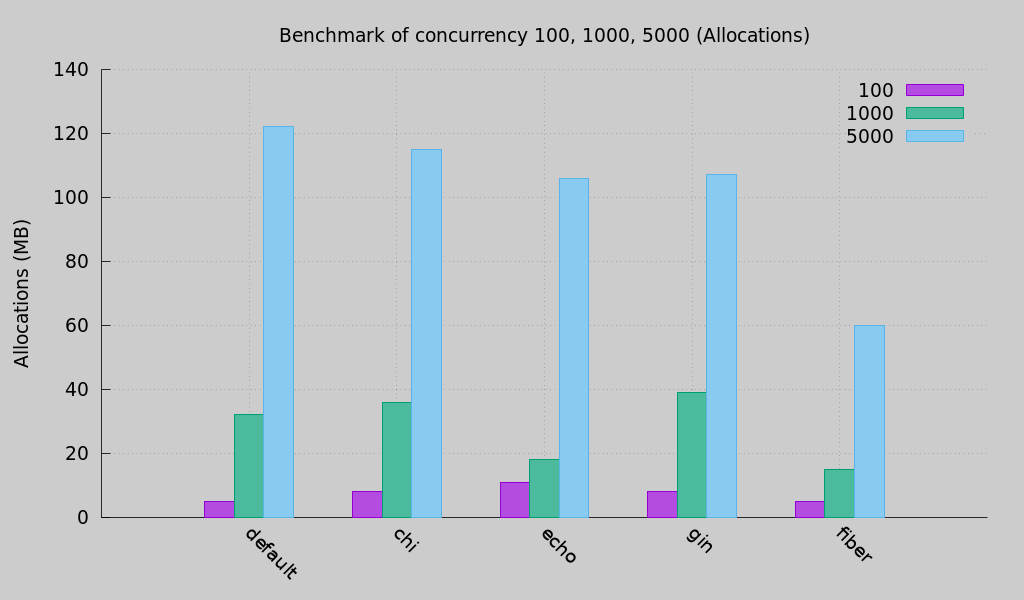 Benchmark of concurrency 100, 1000, 5000 (Allocations)
140
120
100
80
60
40
20
0
Allocations (MB)
100
1000
5000
default
chi
echo
gin
fiber